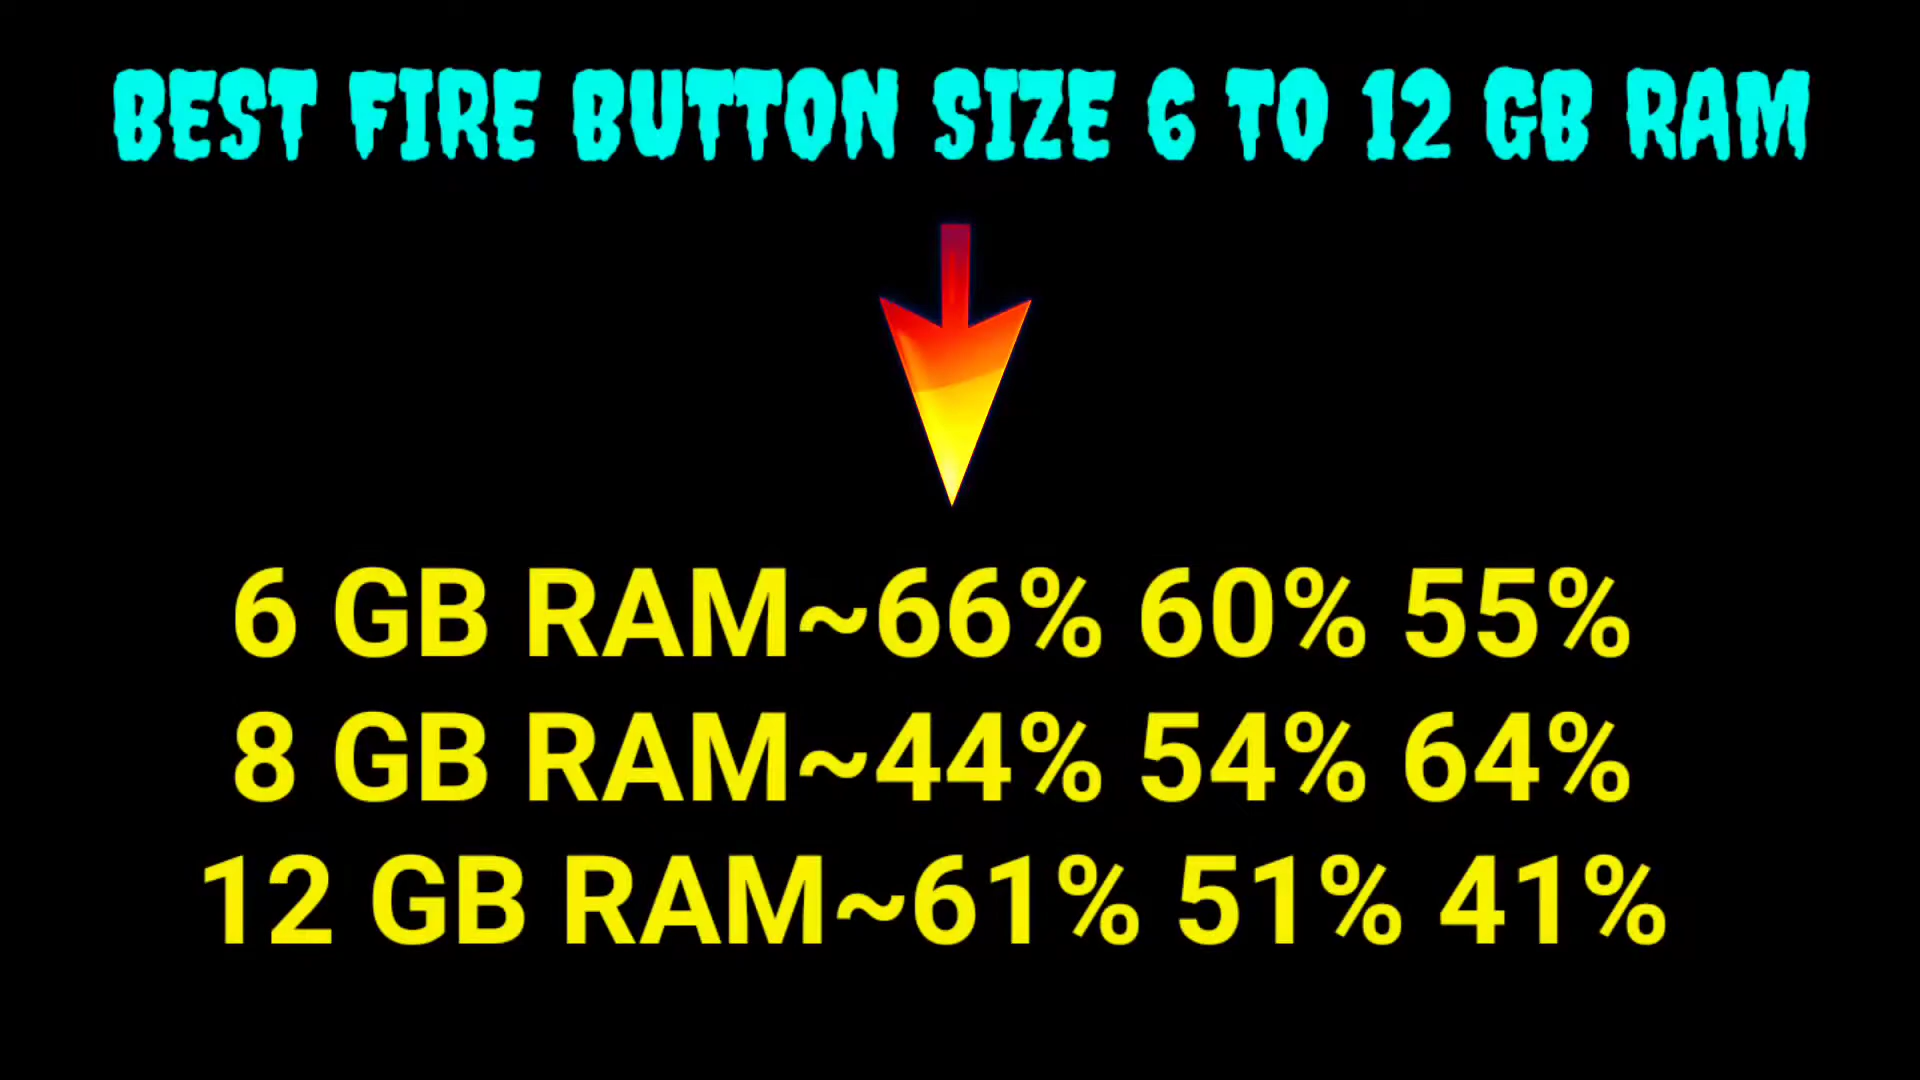 BEST FIRE BUTTON SIZE 6 TO 12 GB RAM
6 GB RAM~66% 60% 55%
8 GB RAM~44% 54% 64%
12 GB RAM~61% 51% 41%